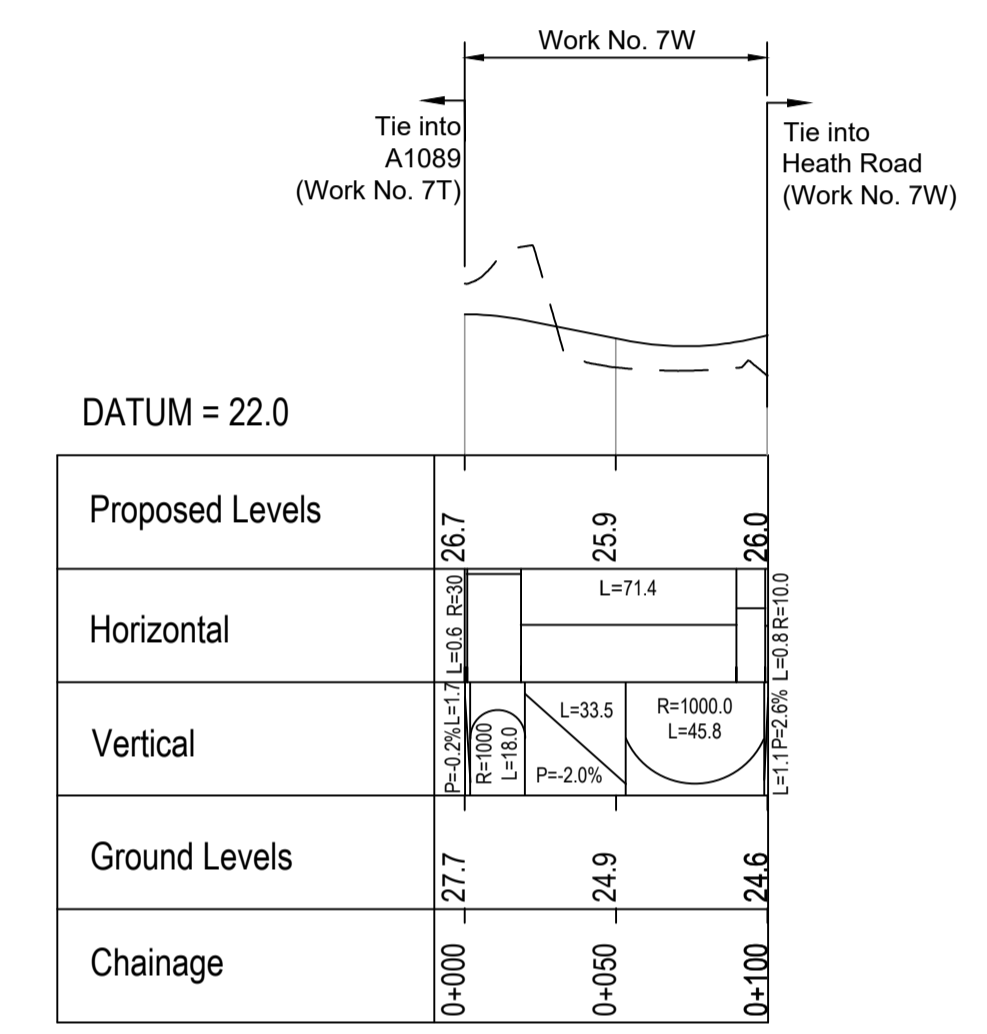 Work No. 7W
Tie into
A1089
(Work No. 7T)
Tie into
Heath Road
(Work No. 7W)
DATUM = 22.0
Proposed Levels
26.7
25.9
26.0
Horizontal
L=0.6 R=30
L=71.4
L=0.8 R=10.0
Vertical
P=-0.2% L=1.7
R=1000
L=18.0
L=33.5
P=-2.0%
R=1000.0
L=45.8
L=1.1 P=2.6%
Ground Levels
27.7
24.9
24.6
Chainage
0+000
0+050
0+100